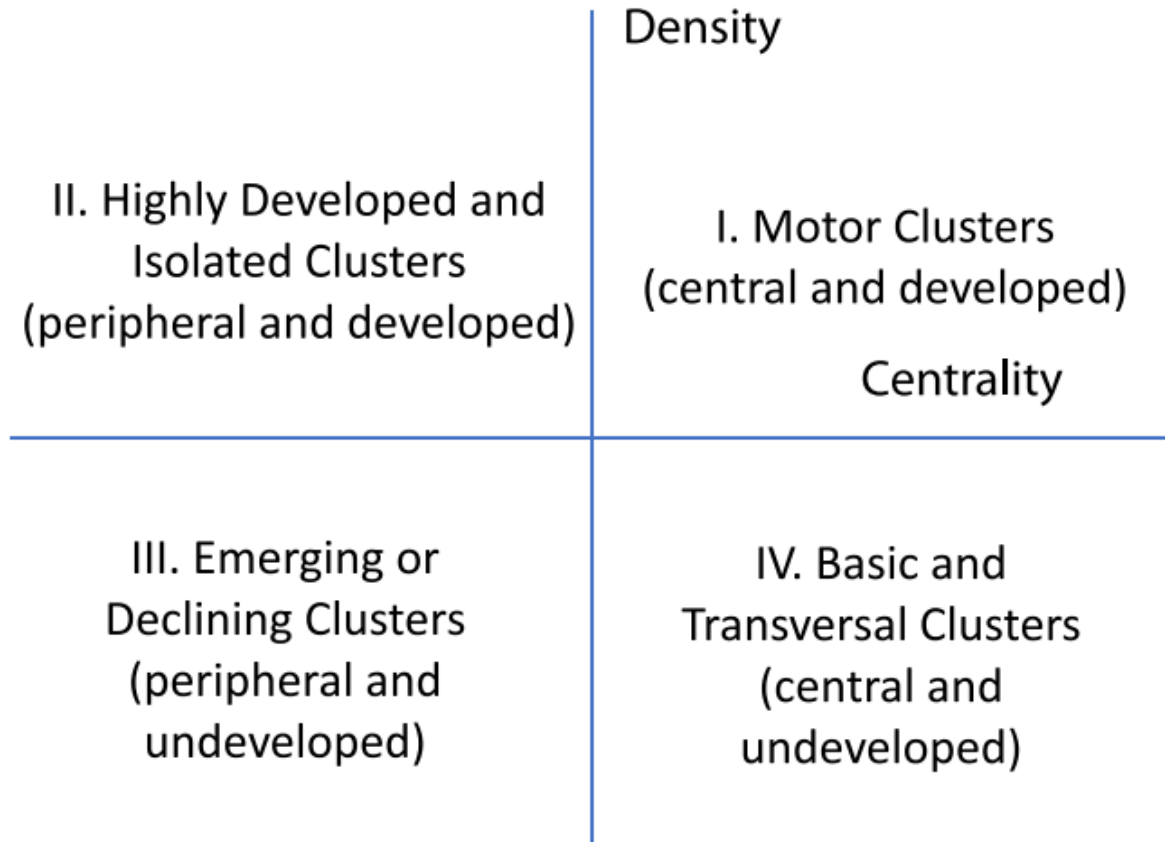 Density
II. Highly Developed and
Isolated Clusters
(peripheral and developed)
I. Motor Clusters
(central and developed)
Centrality
III. Emerging or
Declining Clusters
(peripheral and
undeveloped)
IV. Basic and
Transversal Clusters
(central and
undeveloped)